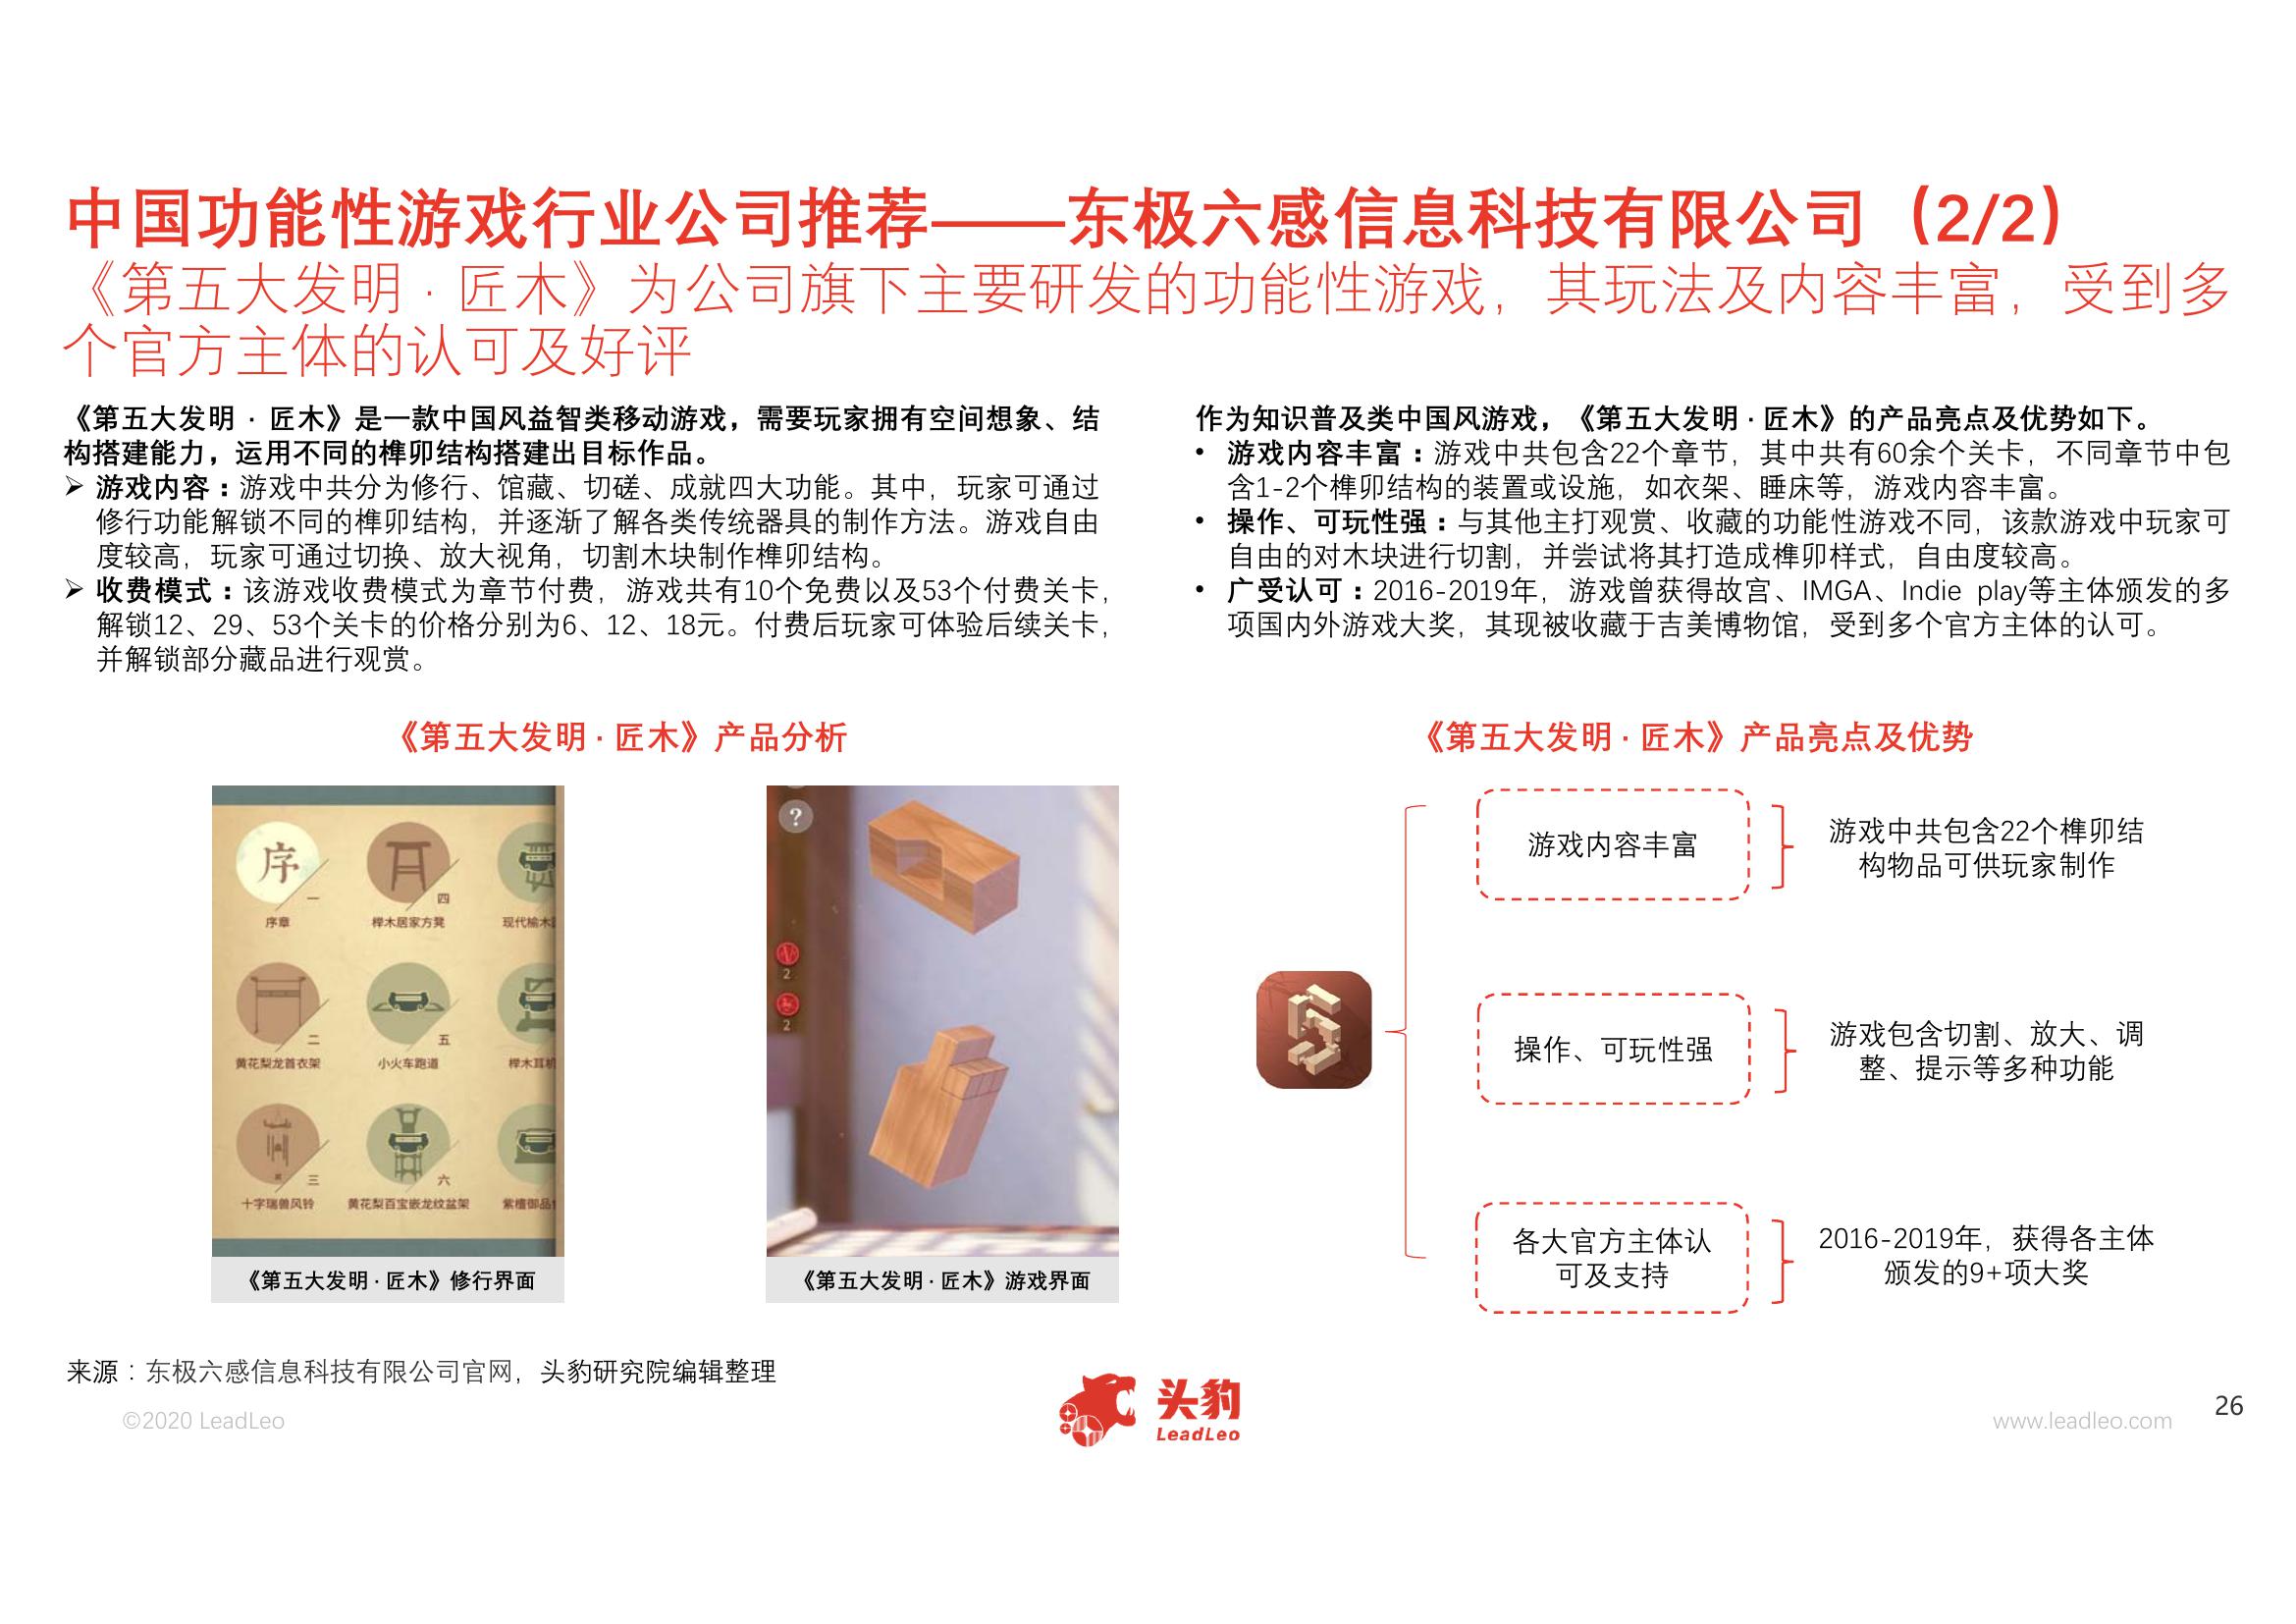 中国功能性游戏行业公司推荐——东极六感信息科技有限公司（2/2）
《第五大发明 · 匠木》为公司旗下主要研发的功能性游戏，其玩法及内容丰富，受到多
个官方主体的认可及好评
《第五大发明 · 匠木》是一款中国风益智类移动游戏，需要玩家拥有空间想象、结
构搭建能力，运用不同的榫卯结构搭建出目标作品。
➢ 游戏内容：游戏中共分为修行、馆藏、切磋、成就四大功能。其中，玩家可通过
修行功能解锁不同的榫卯结构，并逐渐了解各类传统器具的制作方法。游戏自由
度较高，玩家可通过切换、放大视角，切割木块制作榫卯结构。
➢ 收费模式：该游戏收费模式为章节付费，游戏共有10个免费以及53个付费关卡，
解锁12、29、53个关卡的价格分别为6、12、18元。付费后玩家可体验后续关卡，
并解锁部分藏品进行观赏。
作为知识普及类中国风游戏，《第五大发明 · 匠木》的产品亮点及优势如下。
• 游戏内容丰富：游戏中共包含22个章节，其中共有60余个关卡，不同章节中包
含1-2个榫卯结构的装置或设施，如衣架、睡床等，游戏内容丰富。
• 操作、可玩性强：与其他主打观赏、收藏的功能性游戏不同，该款游戏中玩家可
自由的对木块进行切割，并尝试将其打造成榫卯样式，自由度较高。
• 广受认可：2016-2019年，游戏曾获得故宫、IMGA、Indie play等主体颁发的多
项国内外游戏大奖，其现被收藏于吉美博物馆，受到多个官方主体的认可。
《第五大发明 · 匠木》产品分析
序
一
序章
四
榉木居家方凳
现代榆木
二
黄花梨龙首衣架
五
小火车跑道
榉木耳机
三
十字瑞兽风铃
六
黄花梨百宝嵌龙纹盆架
紫檀御品
《第五大发明 · 匠木》修行界面
?
2
2
《第五大发明 · 匠木》游戏界面
《第五大发明 · 匠木》产品亮点及优势
游戏内容丰富
游戏中共包含22个榫卯结
构物品可供玩家制作
操作、可玩性强
游戏包含切割、放大、调
整、提示等多种功能
各大官方主体认
可及支持
2016-2019年，获得各主体
颁发的9+项大奖
来源：东极六感信息科技有限公司官网，头豹研究院编辑整理
©2020 LeadLeo
头豹
LeadLeo
www.leadleo.com
26